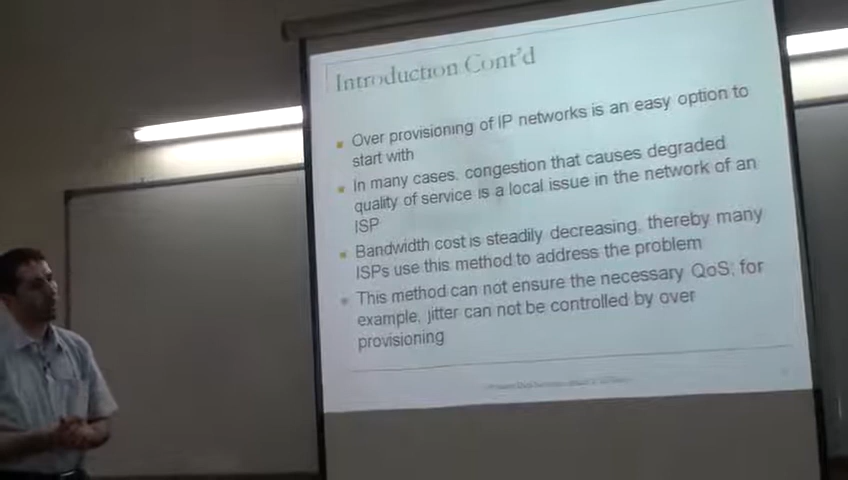 Introduction Cont'd
Over provisioning of IP networks is an easy option to
start with
In many cases, congestion that causes degraded
quality of service is a local issue in the network of an
ISP
Bandwidth cost is steadily decreasing, thereby many
ISPs use this method to address the problem
This method can not ensure the necessary QoS; for
example, jitter can not be controlled by over
provisioning